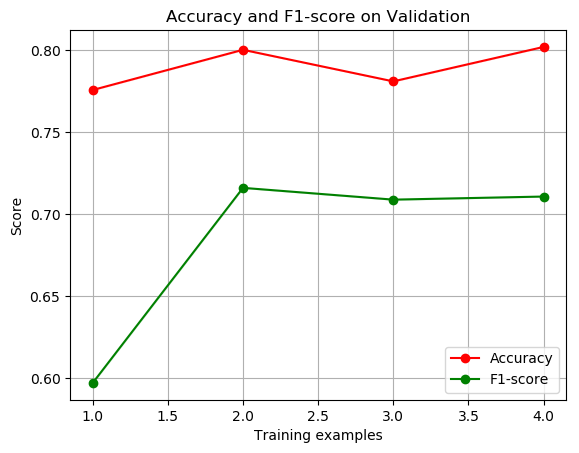 Accuracy and F1-score on Validation
0.80
0.75
0.70
0.65
0.60
Score
1.0 1.5 2.0 2.5 3.0 3.5 4.0
Training examples
Accuracy
F1-score